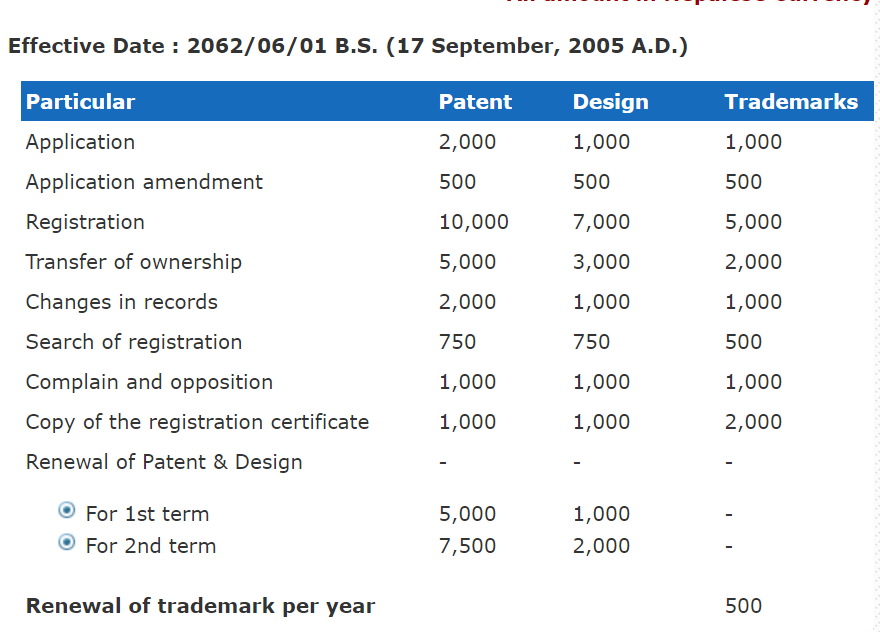 Effective Date : 2062/06/01 B.S. (17 September, 2005 A.D.)
Particular Patent Design Trademarks
Application 2,000 1,000 1,000
Application amendment 500 500 500
Registration 10,000 7,000 5,000
Transfer of ownership 5,000 3,000 2,000
Changes in records 2,000 1,000 1,000
Search of registration 750 750 500
Complain and opposition 1,000 1,000 1,000
Copy of the registration certificate 1,000 1,000 2,000
Renewal of Patent & Design - - -
For 1st term 5,000 1,000 -
For 2nd term 7,500 2,000 -
Renewal of trademark per year 500